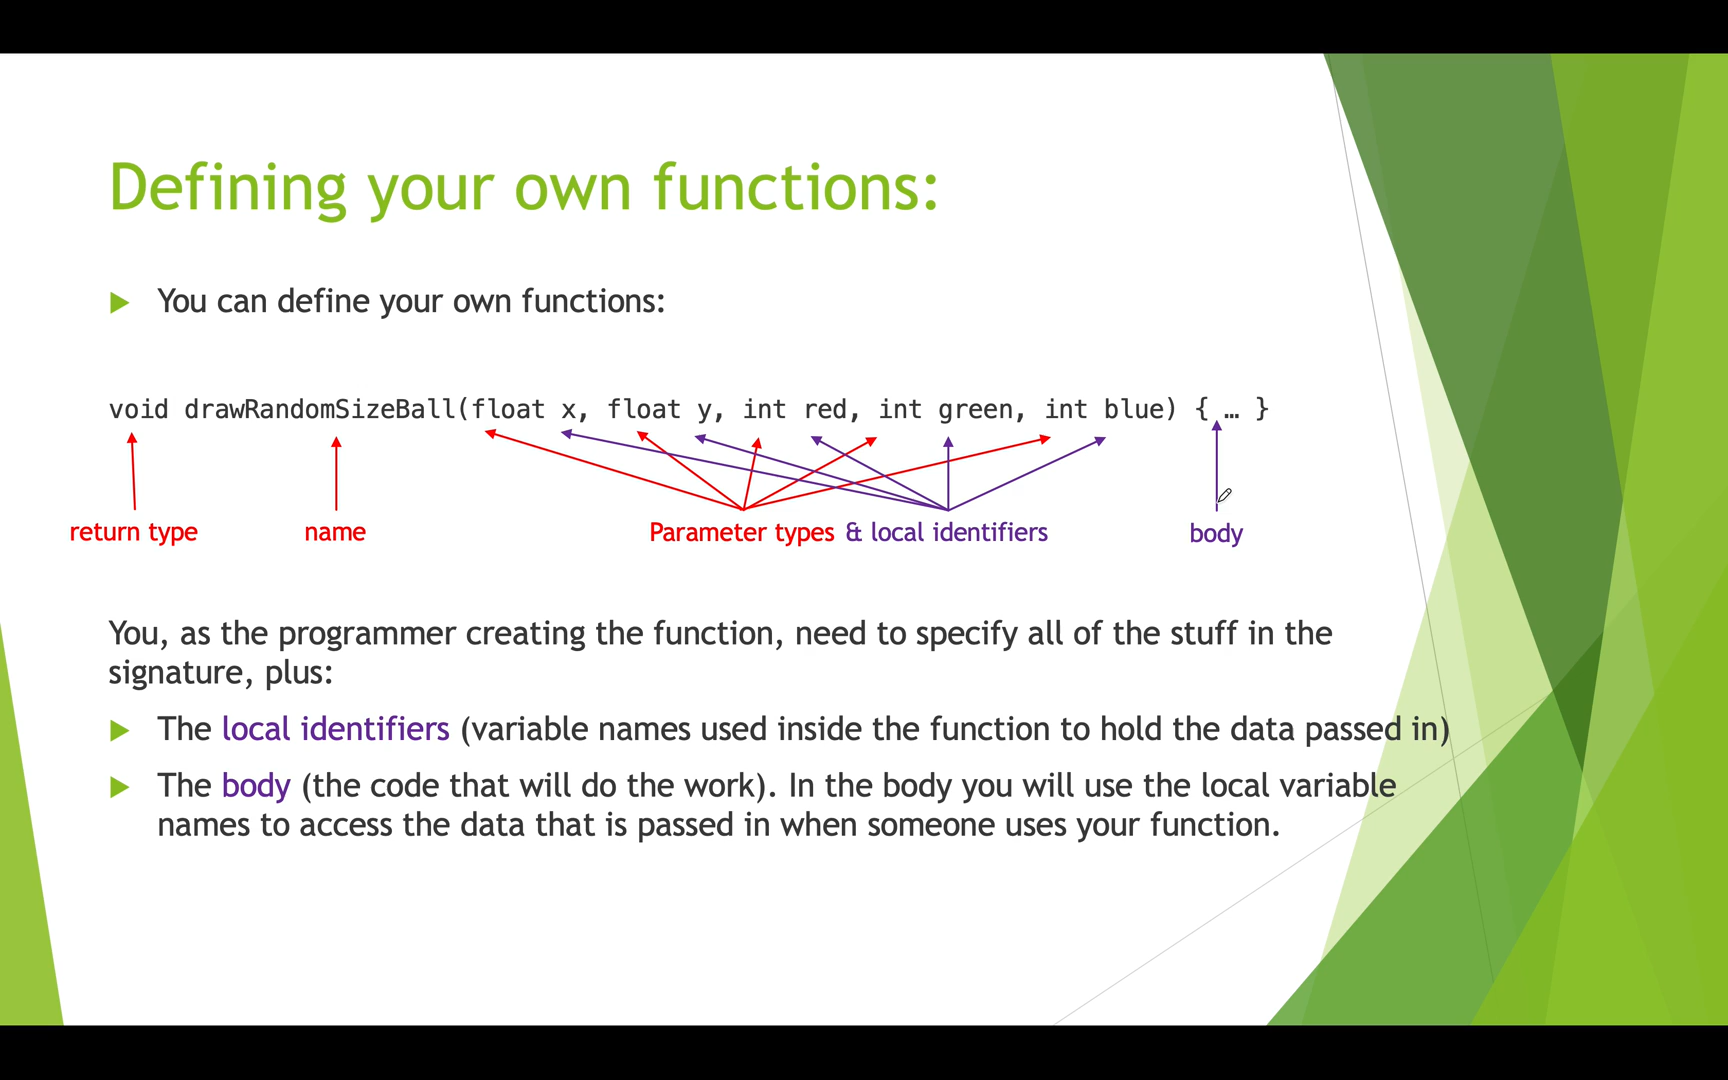 Defining your own functions:
You can define your own functions:
void drawRandomSizeBall(float x, float y, int red, int green, int blue) { … }
return type name Parameter types & local identifiers body
You, as the programmer creating the function, need to specify all of the stuff in the
signature, plus:
The local identifiers (variable names used inside the function to hold the data passed in)
The body (the code that will do the work). In the body you will use the local variable
names to access the data that is passed in when someone uses your function.